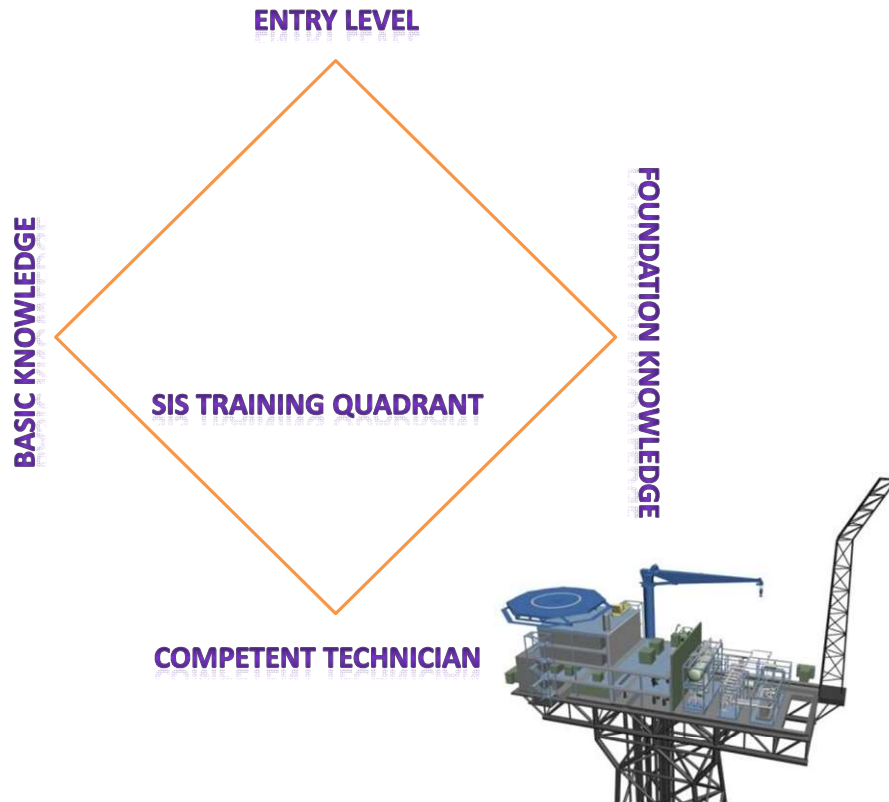 ENTRY LEVEL
BASIC KNOWLEDGE
FOUNDATION KNOWLEDGE
SIS TRAINING QUADRANT
COMPETENT TECHNICIAN